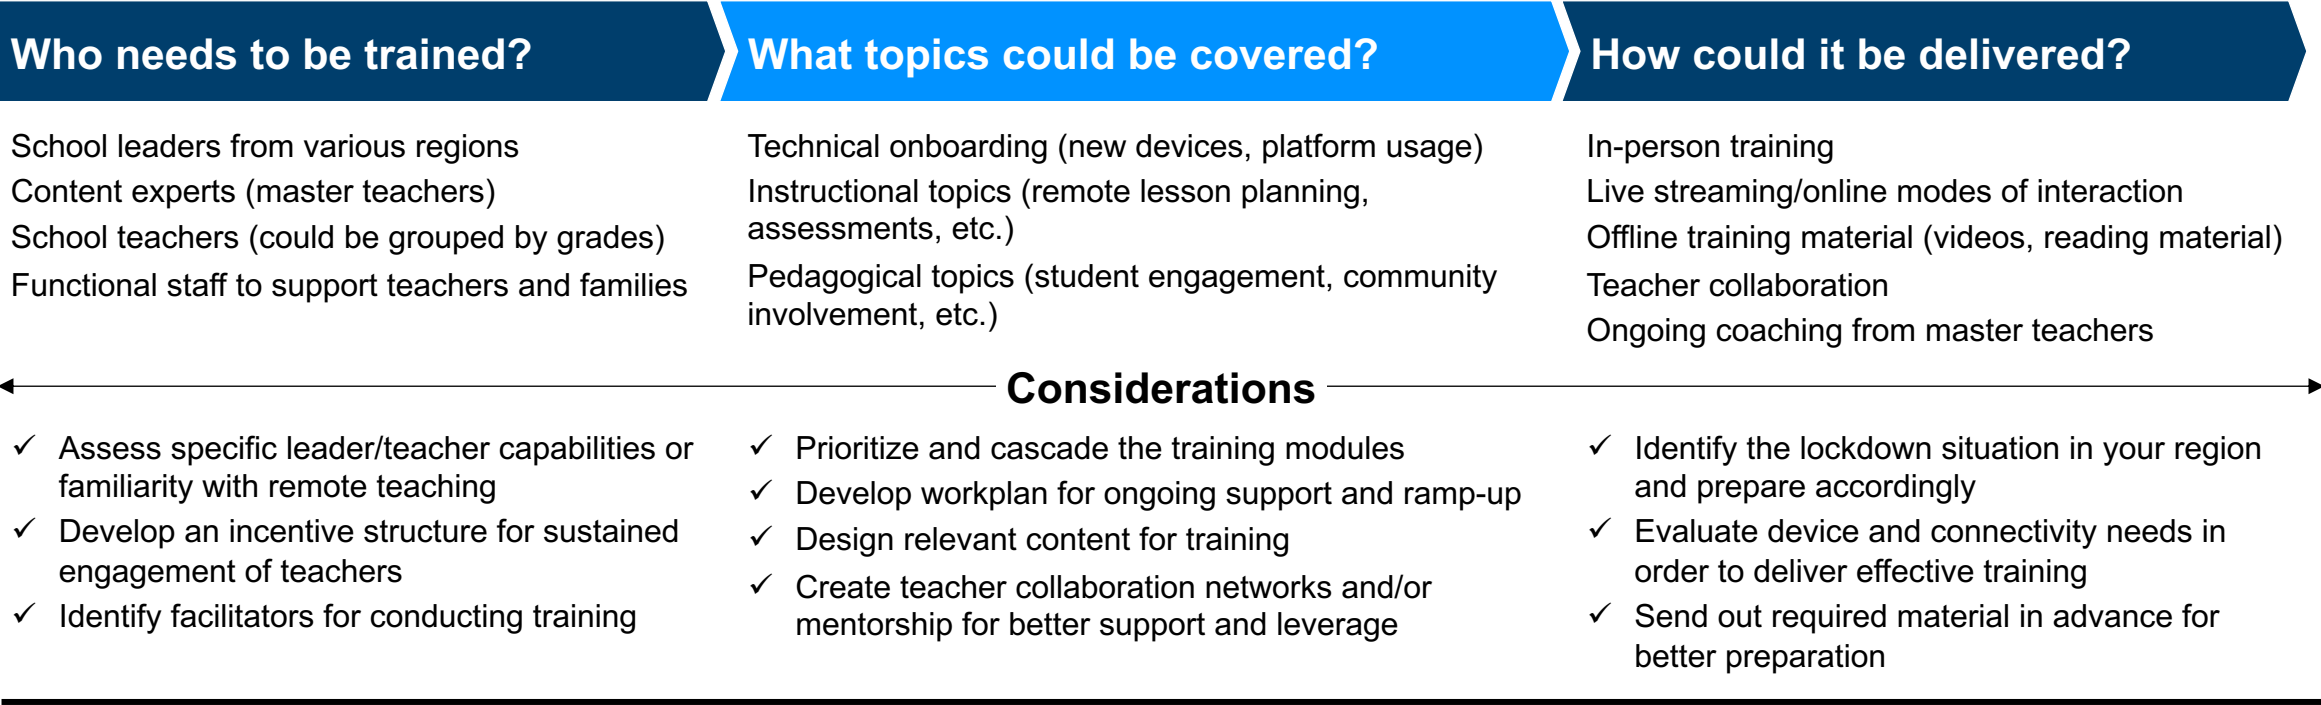 Who needs to be trained?
School leaders from various regions
Content experts (master teachers)
School teachers (could be grouped by grades)
Functional staff to support teachers and families
What topics could be covered?
Technical onboarding (new devices, platform usage)
Instructional topics (remote lesson planning,
assessments, etc.)
Pedagogical topics (student engagement, community
involvement, etc.)
How could it be delivered?
In-person training
Live streaming/online modes of interaction
Offline training material (videos, reading material)
Teacher collaboration
Ongoing coaching from master teachers
Considerations
✓ Assess specific leader/teacher capabilities or
familiarity with remote teaching
✓ Develop an incentive structure for sustained
engagement of teachers
✓ Identify facilitators for conducting training
✓ Prioritize and cascade the training modules
✓ Develop workplan for ongoing support and ramp-up
✓ Design relevant content for training
✓ Create teacher collaboration networks and/or
mentorship for better support and leverage
✓ Identify the lockdown situation in your region
and prepare accordingly
✓ Evaluate device and connectivity needs in
order to deliver effective training
✓ Send out required material in advance for
better preparation